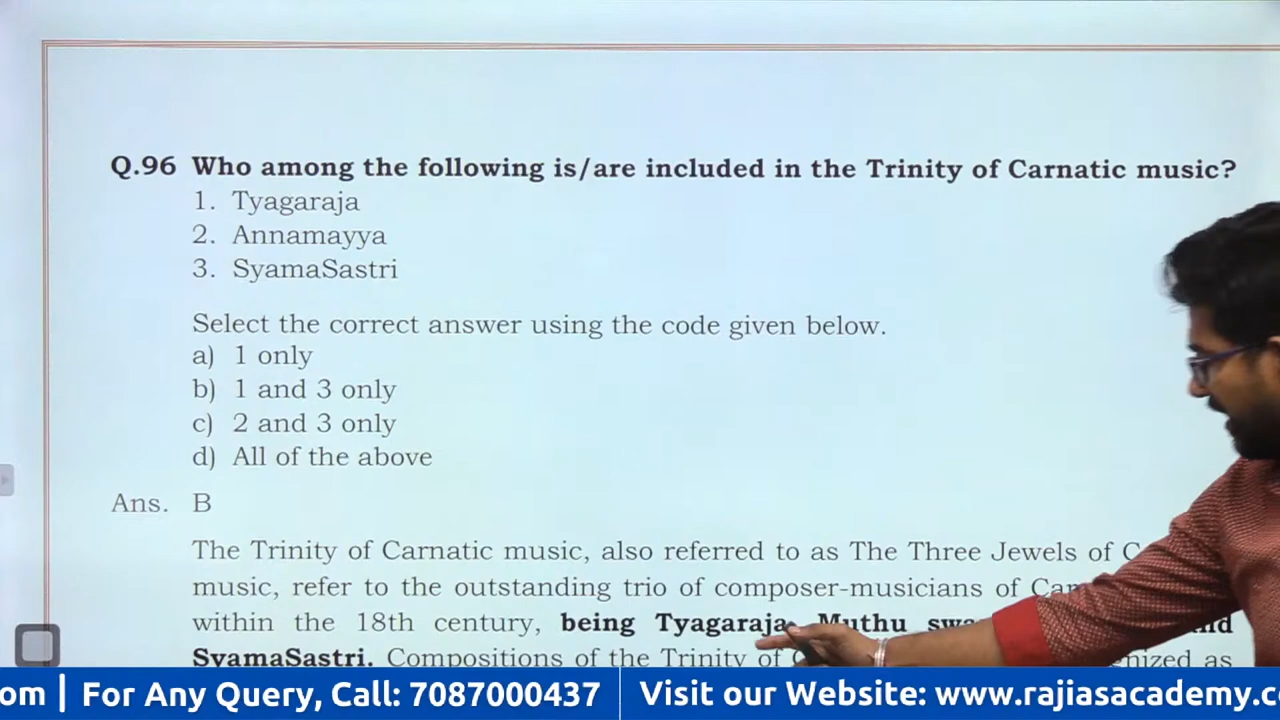 Q.96 Who among the following is/are included in the Trinity of Carnatic music?
1. Tyagaraja
2. Annamayya
3. SyamaSastri
Select the correct answer using the code given below.
a) 1 only
b) 1 and 3 only
c) 2 and 3 only
d) All of the above
Ans. B
The Trinity of Carnatic music, also referred to as The Three Jewels of
music, refer to the outstanding trio of composer-musicians of
within the 18th century, being Tyagaraja, Muthu
SyamaSastri. Compositions of the Trinity of as
om | For Any Query, Call: 7087000437 Visit our Website: www.rajiasacademy.c